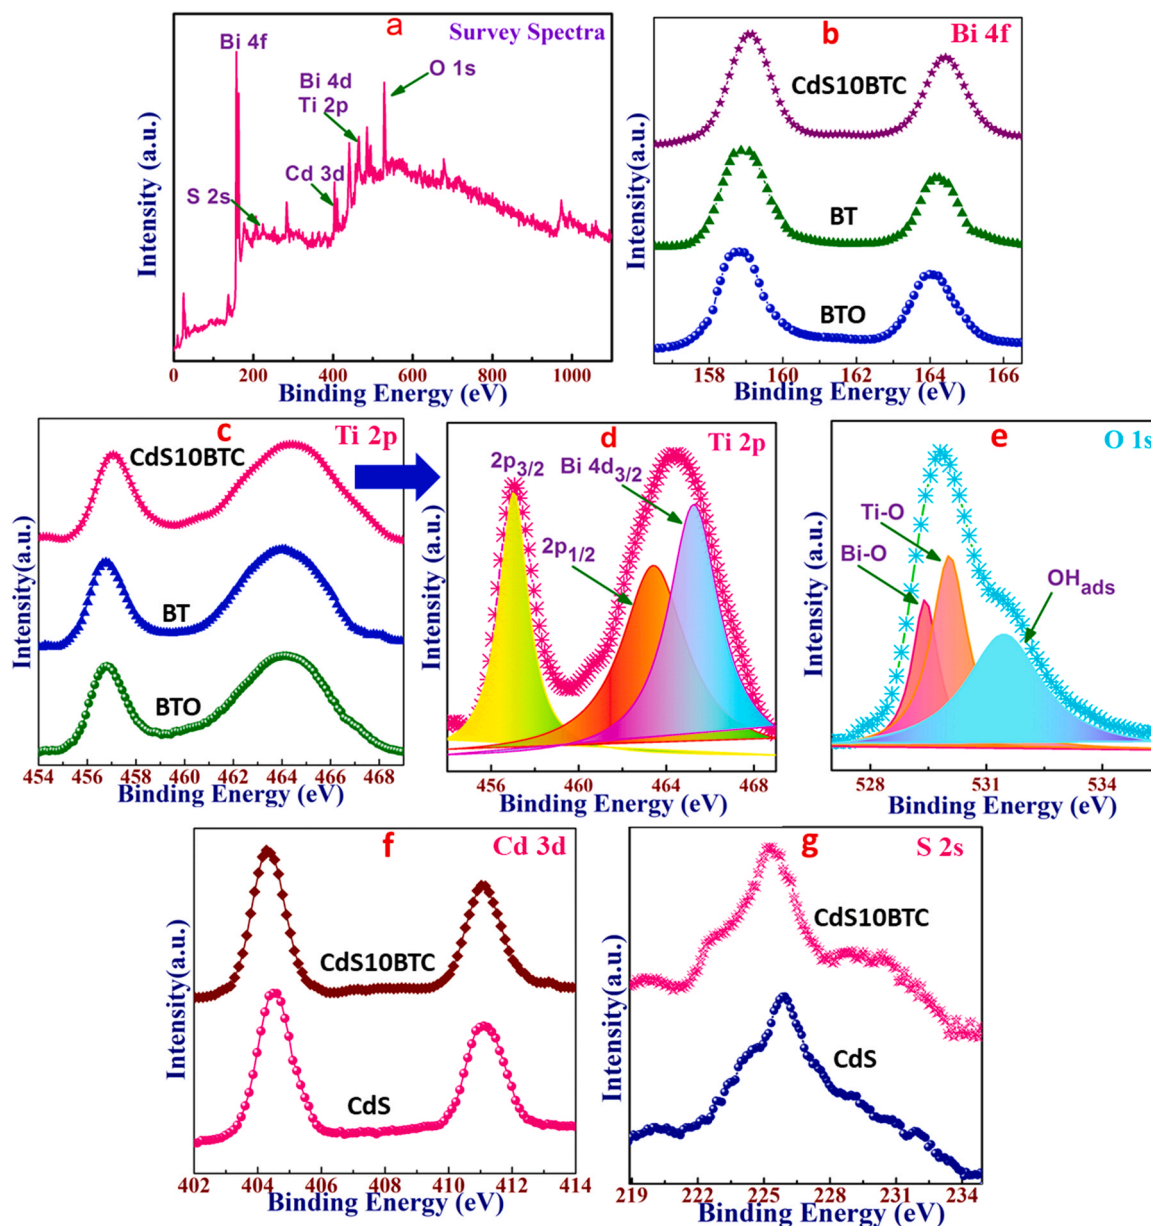 a
Survey Spectra
Bi 4f
O 1s
Bi 4d
Ti 2p
Cd 3d
S 2s
Intensity (a.u.)
0 200 400 600 800 1000
Binding Energy (eV)
b
Bi 4f
CdS10BTC
BT
BTO
Intensity (a.u.)
158 160 162 164 166
Binding Energy (eV)
c
Ti 2p
CdS10BTC
BT
BTO
Intensity(a.u.)
454 456 458 460 462 464 466 468
Binding Energy (eV)
d
Ti 2p
2p3/2
Bi 4d3/2
2p1/2
Intensity (a.u.)
456 460 464 468
Binding Energy (eV)
e
O 1s
Ti-O
Bi-O
OHads
Intensity (a.u.)
528 531 534
Binding Energy (eV)
f
Cd 3d
CdS10BTC
CdS
Intensity(a.u.)
402 404 406 408 410 412 414
Binding Energy (eV)
g
S 2s
CdS10BTC
CdS
Intensity(a.u.)
219 222 225 228 231 234
Binding Energy (eV)